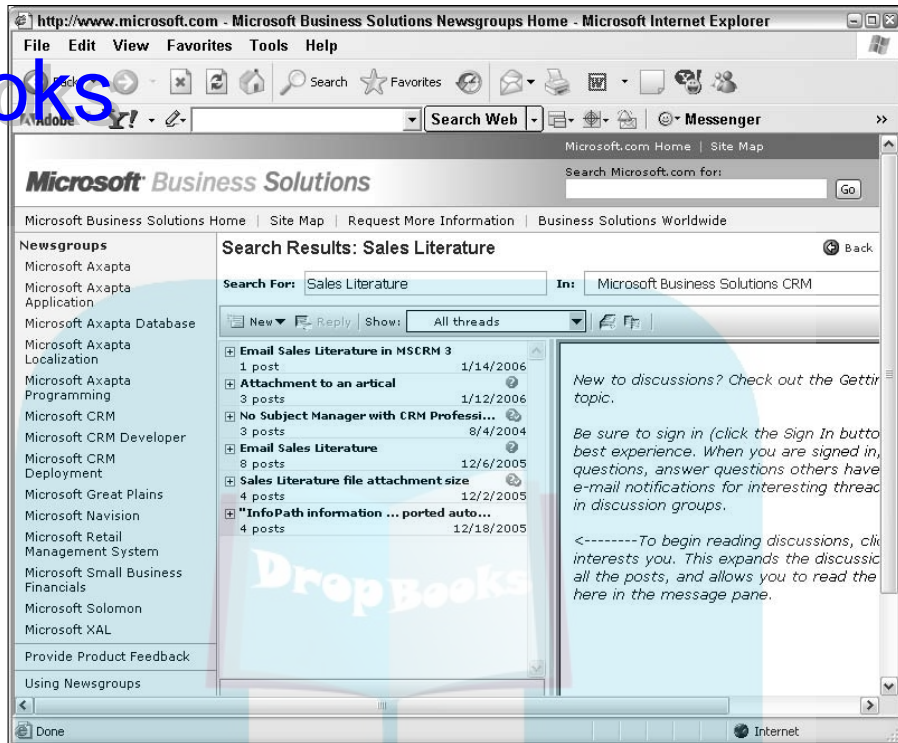 http://www.microsoft.com - Microsoft Business Solutions Newsgroups Home - Microsoft Internet Explorer
File Edit View Favorites Tools Help
oks
Back Search Favorites
Adobe Y! Search Web Messenger »
Microsoft.com Home | Site Map
Microsoft Business Solutions
Search Microsoft.com for:
Go
Microsoft Business Solutions Home | Site Map | Request More Information | Business Solutions Worldwide
Newsgroups
Microsoft Axapta
Microsoft Axapta
Application
Microsoft Axapta Database
Microsoft Axapta
Localization
Microsoft Axapta
Programming
Microsoft CRM
Microsoft CRM Developer
Microsoft CRM
Deployment
Microsoft Great Plains
Microsoft Navision
Microsoft Retail
Management System
Microsoft Small Business
Financials
Microsoft Solomon
Microsoft XAL
Provide Product Feedback
Using Newsgroups
Search Results: Sales Literature
Back
Search For: Sales Literature In: Microsoft Business Solutions CRM
New Reply Show: All threads
Email Sales Literature in MSCRM 3
1 post 1/14/2006
Attachment to an artical
3 posts 1/12/2006
No Subject Manager with CRM Professi...
3 posts 8/4/2004
Email Sales Literature
8 posts 12/6/2005
Sales Literature file attachment size
4 posts 12/2/2005
"InfoPath information ... ported auto...
4 posts 12/18/2005
New to discussions? Check out the Gettin
topic.
Be sure to sign in (click the Sign In butto
best experience. When you are signed in,
questions, answer questions others have
e-mail notifications for interesting threac
in discussion groups.
<--------To begin reading discussions, clic
interests you. This expands the discussic
all the posts, and allows you to read the
here in the message pane.
DropBooks
Done Internet